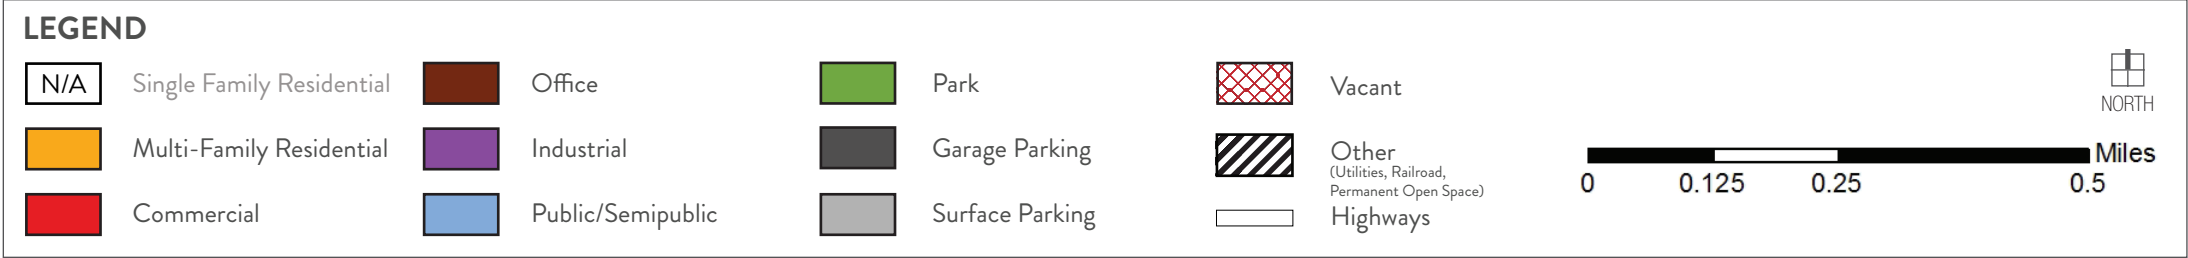 LEGEND
N/A Single Family Residential
Multi-Family Residential
Commercial
Office
Industrial
Public/Semipublic
Park
Garage Parking
Surface Parking
Vacant
Other
(Utilities, Railroad,
Permanent Open Space)
Highways
NORTH
Miles
0 0.125 0.25 0.5